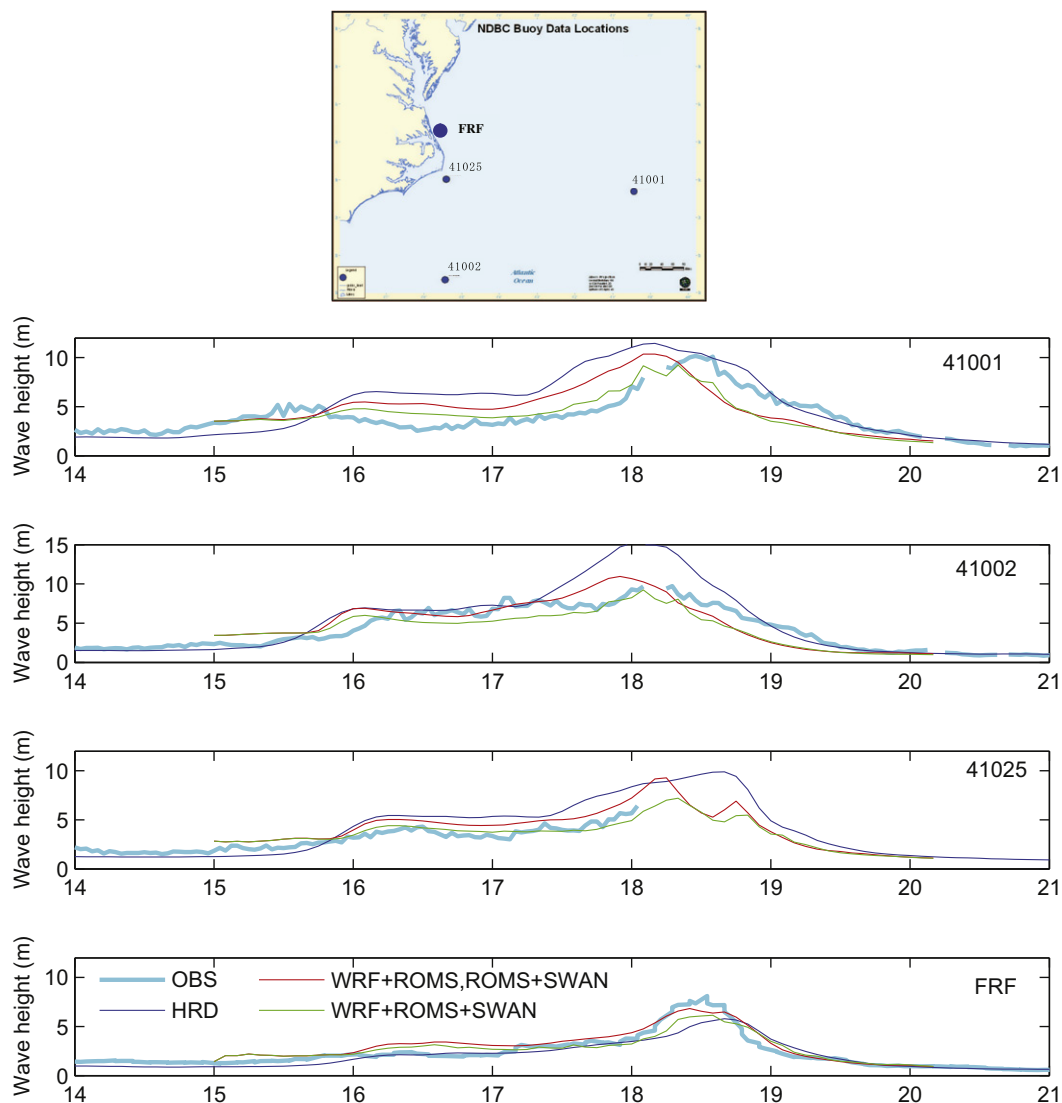 NDBC Buoy Data Locations
FRF
41025
41001
41002
Atlantic
Ocean
Wave height (m)
10
5
0
41001
14 15 16 17 18 19 20 21
Wave height (m)
15
10
5
0
41002
14 15 16 17 18 19 20 21
Wave height (m)
10
5
0
41025
14 15 16 17 18 19 20 21
Wave height (m)
10
5
0
OBS WRF+ROMS,ROMS+SWAN
HRD WRF+ROMS+SWAN
FRF
14 15 16 17 18 19 20 21